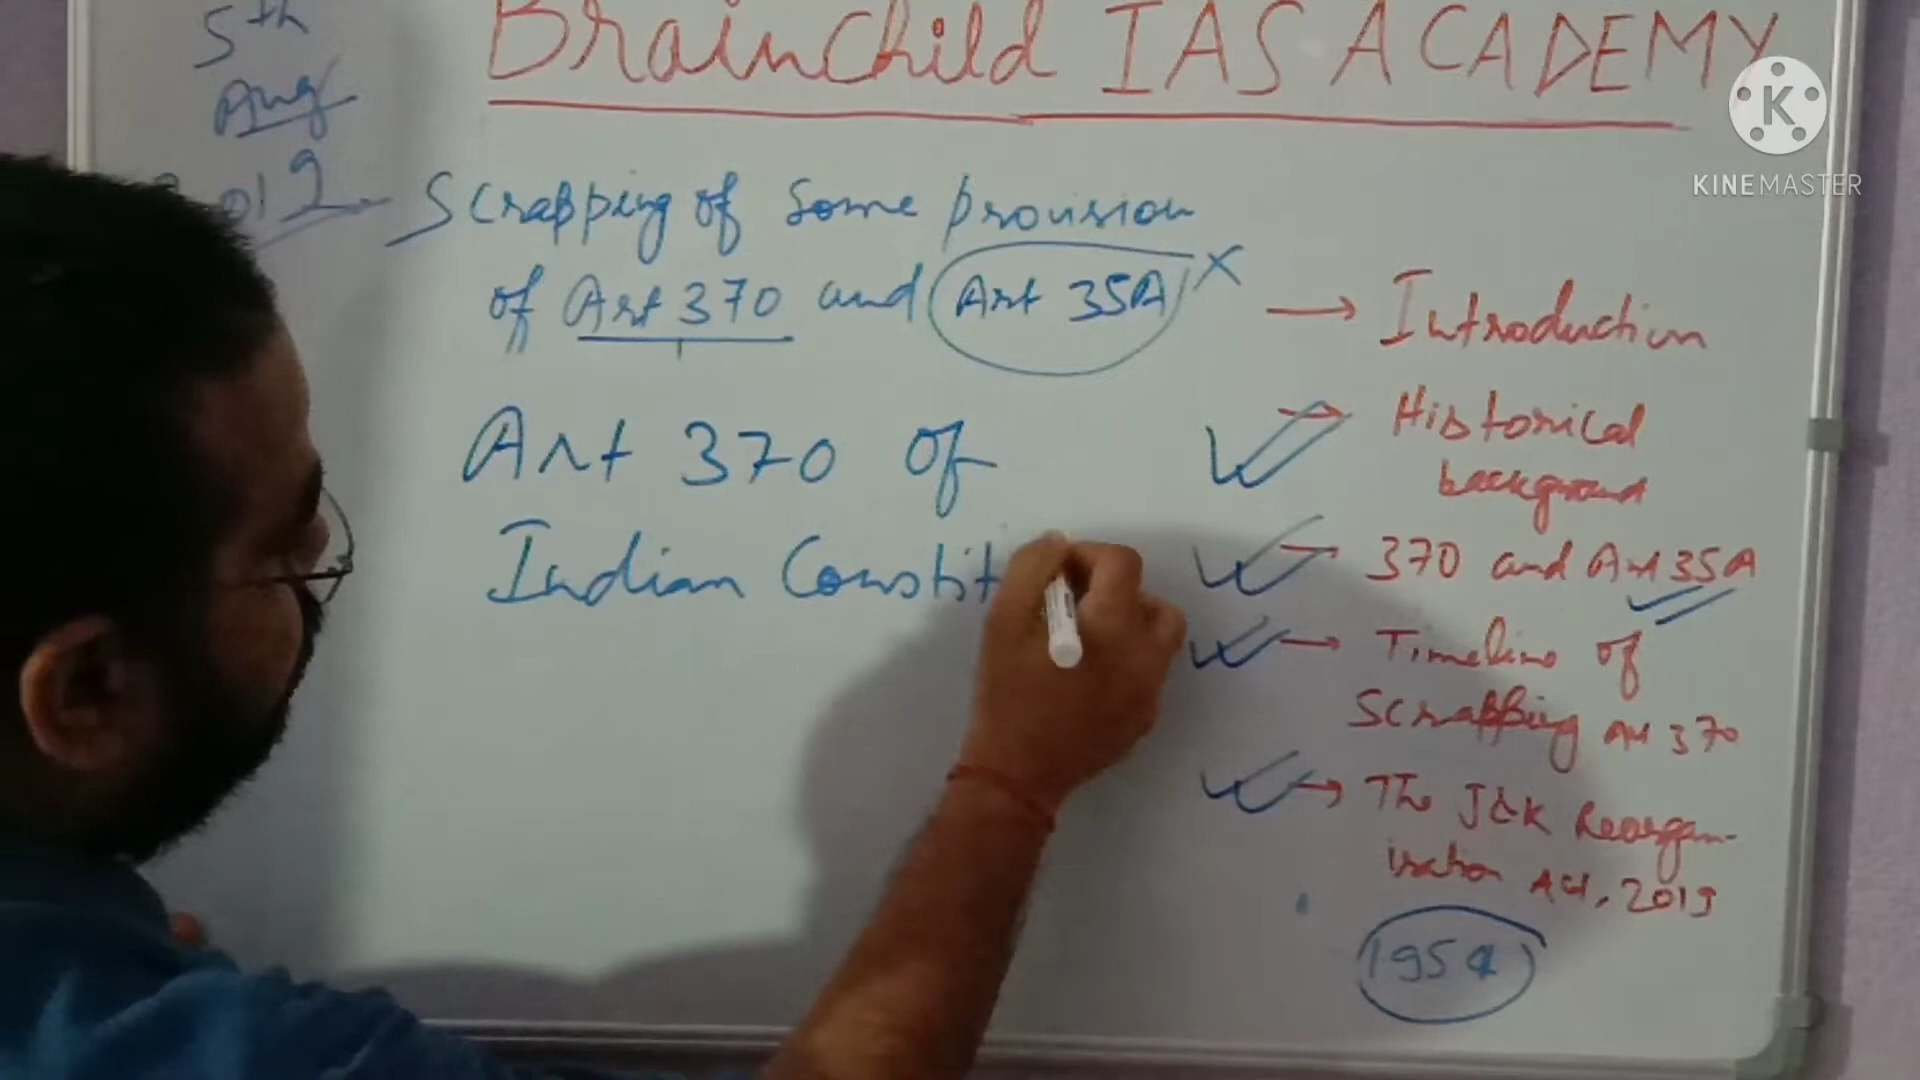 Brainchild IAS ACADEMY
5th
Aug
2019
Scrapping of Some provision
of Art 370 and Art 35A X
Art 370 of
Indian Constit
→ Introduction
→ Historical
background
→ 370 and Art 35A
→ Timeline of
Scrapping Art 370
→ The J&K Reorgan-
isation Act, 2019
1954
K
KINEMASTER